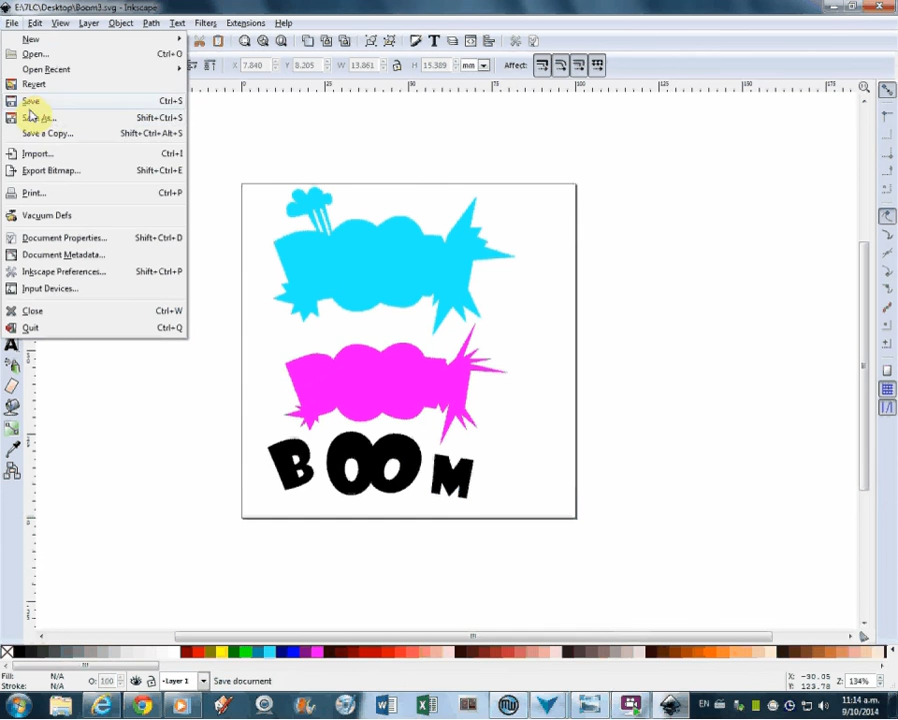 E:\7LC\Desktop\Boom3.svg - Inkscape
File Edit View Layer Object Path Text Filters Extensions Help
New
Open... Ctrl+O
Open Recent
Revert
Save Ctrl+S
Save As... Shift+Ctrl+S
Save a Copy... Shift+Ctrl+Alt+S
Import... Ctrl+I
Export Bitmap... Shift+Ctrl+E
Print... Ctrl+P
Vacuum Defs
Document Properties... Shift+Ctrl+D
Document Metadata...
Inkscape Preferences... Shift+Ctrl+P
Input Devices...
Close Ctrl+W
Quit Ctrl+Q
X 7.840 Y 8.205 W 13.861 H 15.389 mm Affect:
BOOM
Fill: N/A
Stroke: N/A
O: 100
Layer 1
Save document
X: -30.05
Y: 123.78
Z: 134%
EN
11:14 a.m.
9/10/2014